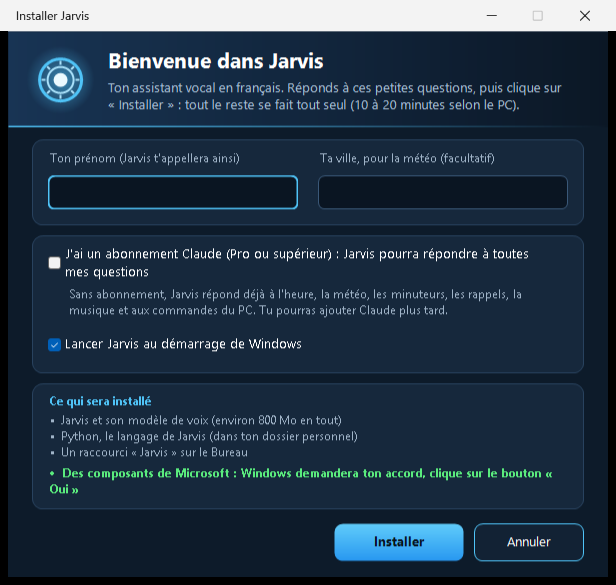 Installer Jarvis
Bienvenue dans Jarvis
Ton assistant vocal en français. Réponds à ces petites questions, puis clique sur
« Installer » : tout le reste se fait tout seul (10 à 20 minutes selon le PC).
Ton prénom (Jarvis t'appellera ainsi)
Ta ville, pour la météo (facultatif)
J'ai un abonnement Claude (Pro ou supérieur) : Jarvis pourra répondre à toutes
mes questions
Sans abonnement, Jarvis répond déjà à l'heure, la météo, les minuteurs, les rappels, la
musique et aux commandes du PC. Tu pourras ajouter Claude plus tard.
Lancer Jarvis au démarrage de Windows
Ce qui sera installé
• Jarvis et son modèle de voix (environ 800 Mo en tout)
• Python, le langage de Jarvis (dans ton dossier personnel)
• Un raccourci « Jarvis » sur le Bureau
• Des composants de Microsoft : Windows demandera ton accord, clique sur le bouton «
Oui »
Installer
Annuler